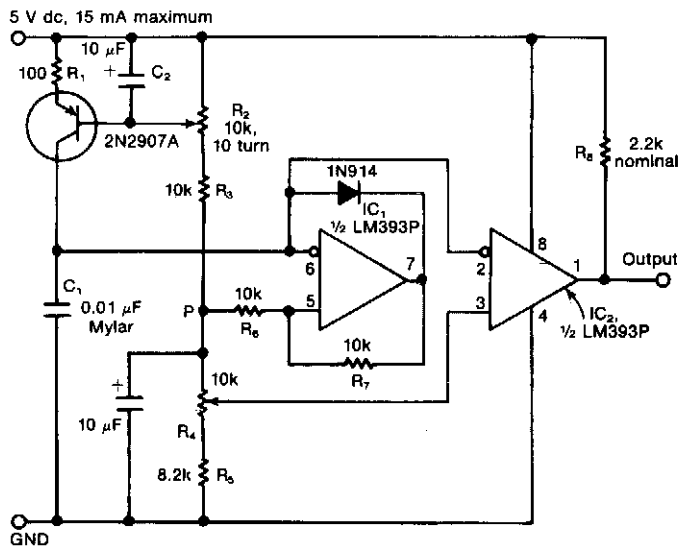 5 V dc, 15 mA maximum
10 µF
100
R1
+
C2
2N2907A
R2
10k,
10 turn
R8
2.2k
nominal
10k
R3
1N914
IC1
½ LM393P
6
7
5
2
8
1
3
4
Output
IC2,
½ LM393P
C1
0.01 µF
Mylar
P
10k
R6
10k
R7
+
10 µF
10k
R4
8.2k
R5
GND